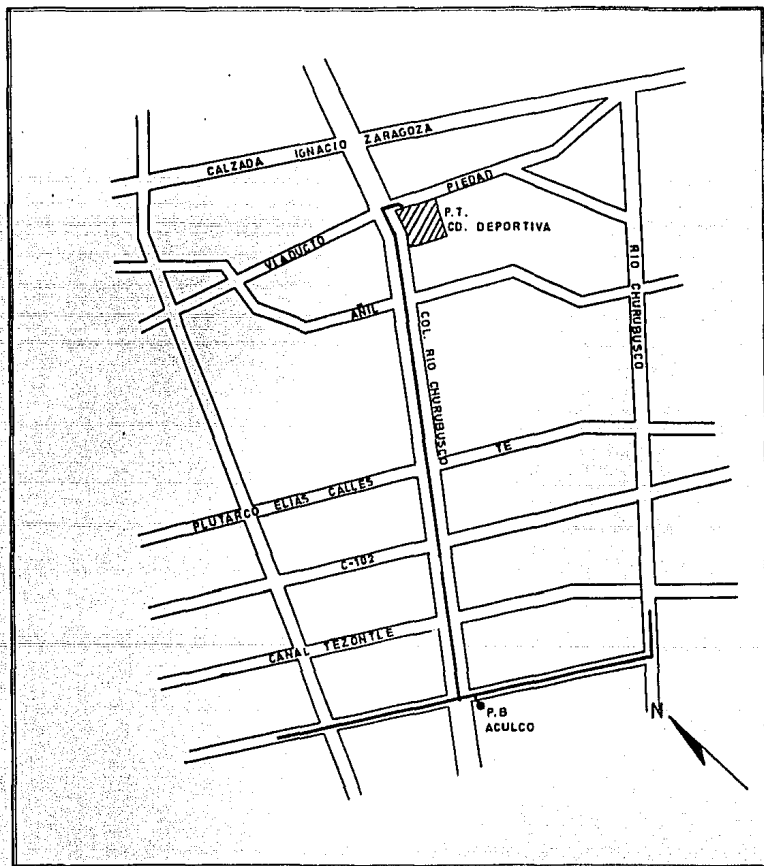 CALZADA IGNACIO ZARAGOZA
PIEDAD
P.T.
CD. DEPORTIVA
VIADUCTO
RIO CHURUBUSCO
AÑIL
COL. RIO CHURUBUSCO
TE
PLUTARCO ELIAS CALLES
C-102
CANAL TEZONTLE
P.B
ACULCO
N